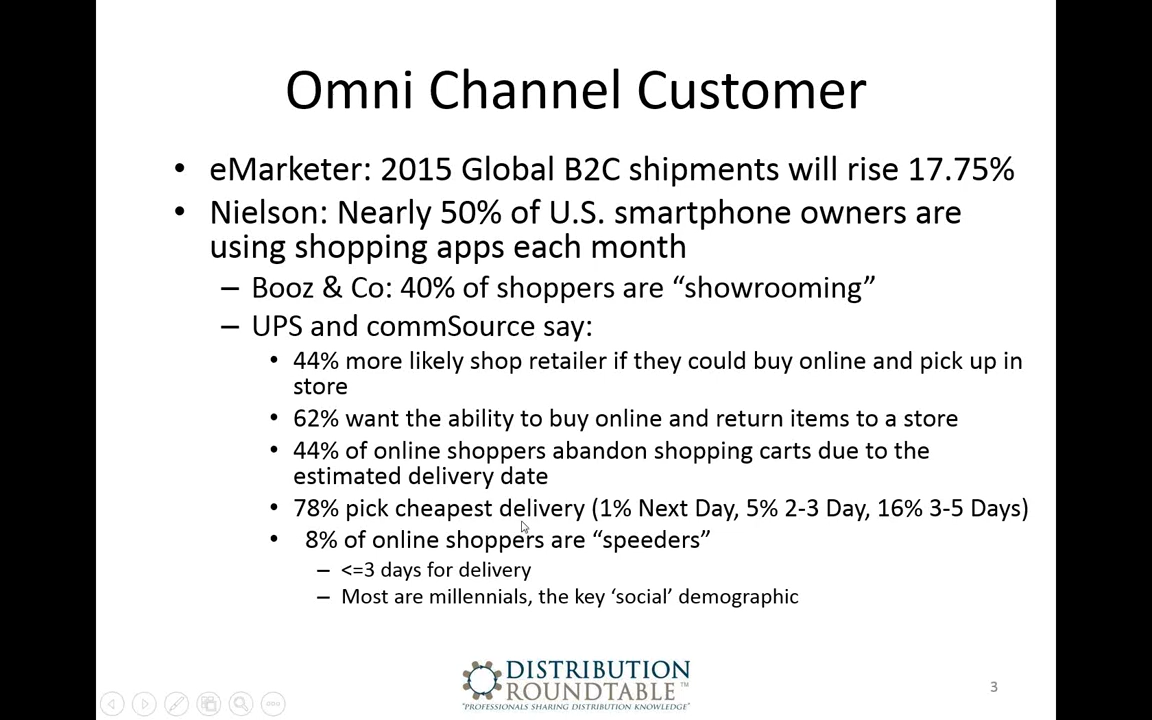 Omni Channel Customer
• eMarketer: 2015 Global B2C shipments will rise 17.75%
• Nielson: Nearly 50% of U.S. smartphone owners are
using shopping apps each month
– Booz & Co: 40% of shoppers are “showrooming”
– UPS and commSource say:
• 44% more likely shop retailer if they could buy online and pick up in
store
• 62% want the ability to buy online and return items to a store
• 44% of online shoppers abandon shopping carts due to the
estimated delivery date
• 78% pick cheapest delivery (1% Next Day, 5% 2-3 Day, 16% 3-5 Days)
• 8% of online shoppers are “speeders”
– <=3 days for delivery
– Most are millennials, the key ‘social’ demographic
DISTRIBUTION
ROUNDTABLE™
"PROFESSIONALS SHARING DISTRIBUTION KNOWLEDGE"
3